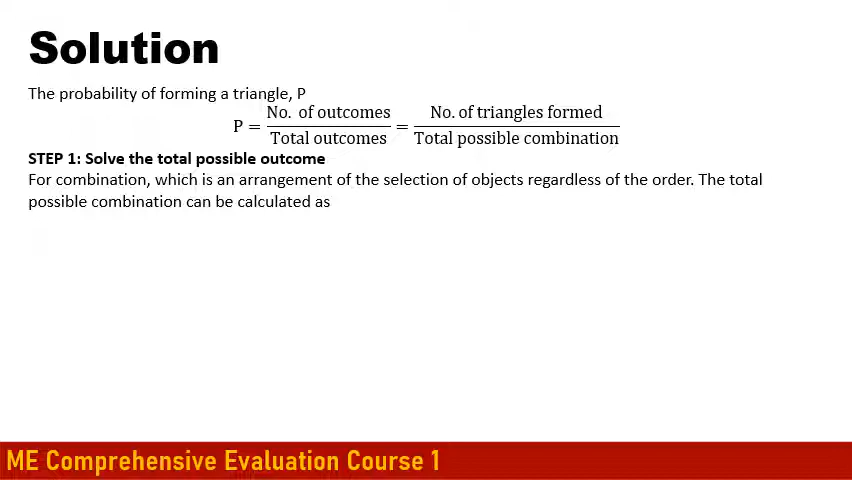 Solution
The probability of forming a triangle, P
P = No. of outcomes / Total outcomes = No. of triangles formed / Total possible combination
STEP 1: Solve the total possible outcome
For combination, which is an arrangement of the selection of objects regardless of the order. The total
possible combination can be calculated as
ME Comprehensive Evaluation Course 1